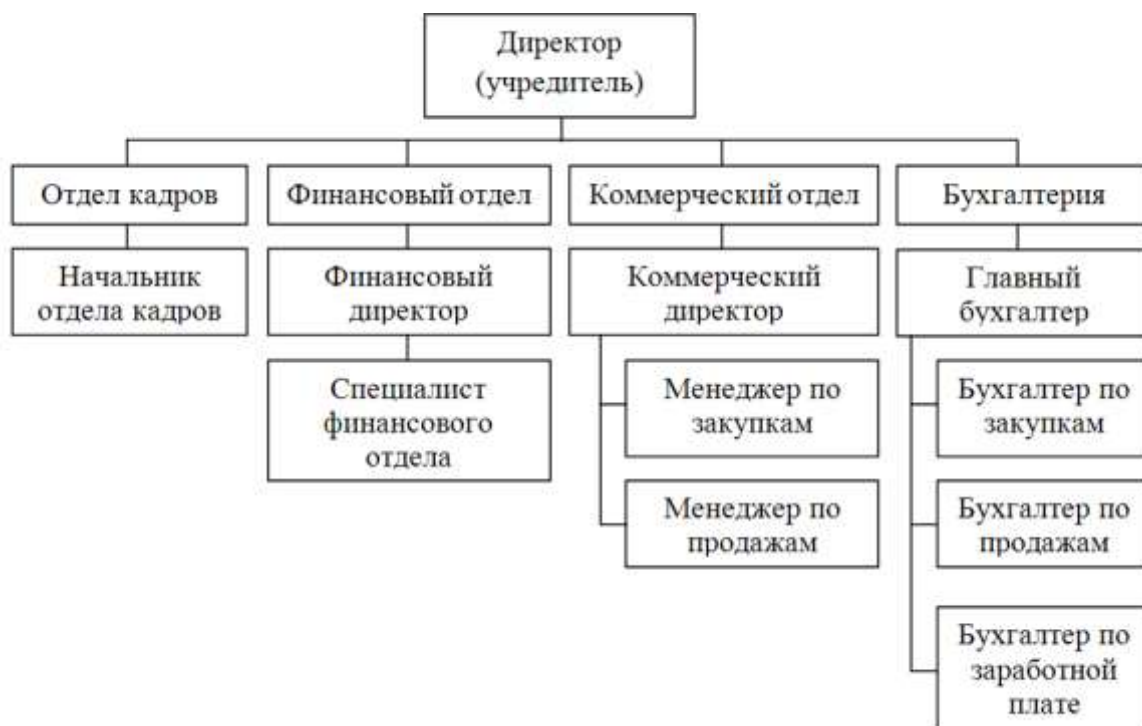 Директор
(учредитель)
Отдел кадров
Финансовый отдел
Коммерческий отдел
Бухгалтерия
Начальник
отдела кадров
Финансовый
директор
Коммерческий
директор
Главный
бухгалтер
Специалист
финансового
отдела
Менеджер по
закупкам
Бухгалтер по
закупкам
Менеджер по
продажам
Бухгалтер по
продажам
Бухгалтер по
заработной
плате